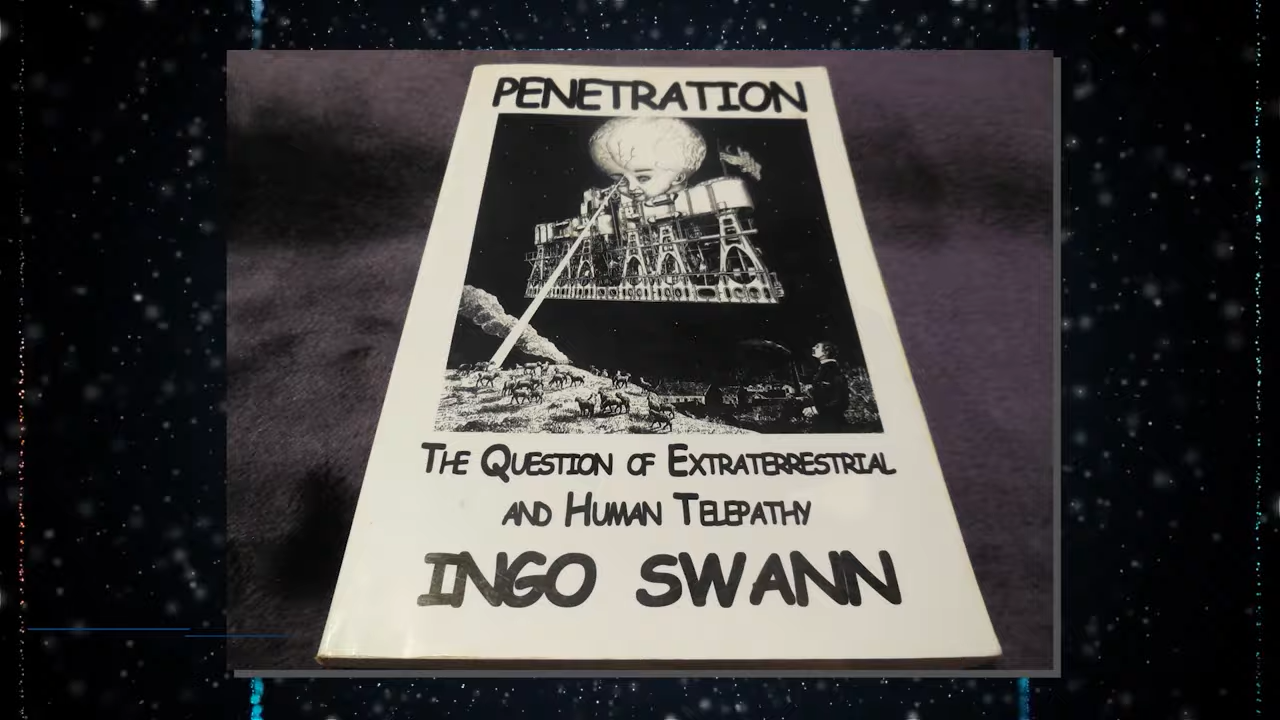 PENETRATION
THE QUESTION OF EXTRATERRESTRIAL
AND HUMAN TELEPATHY
INGO SWANN